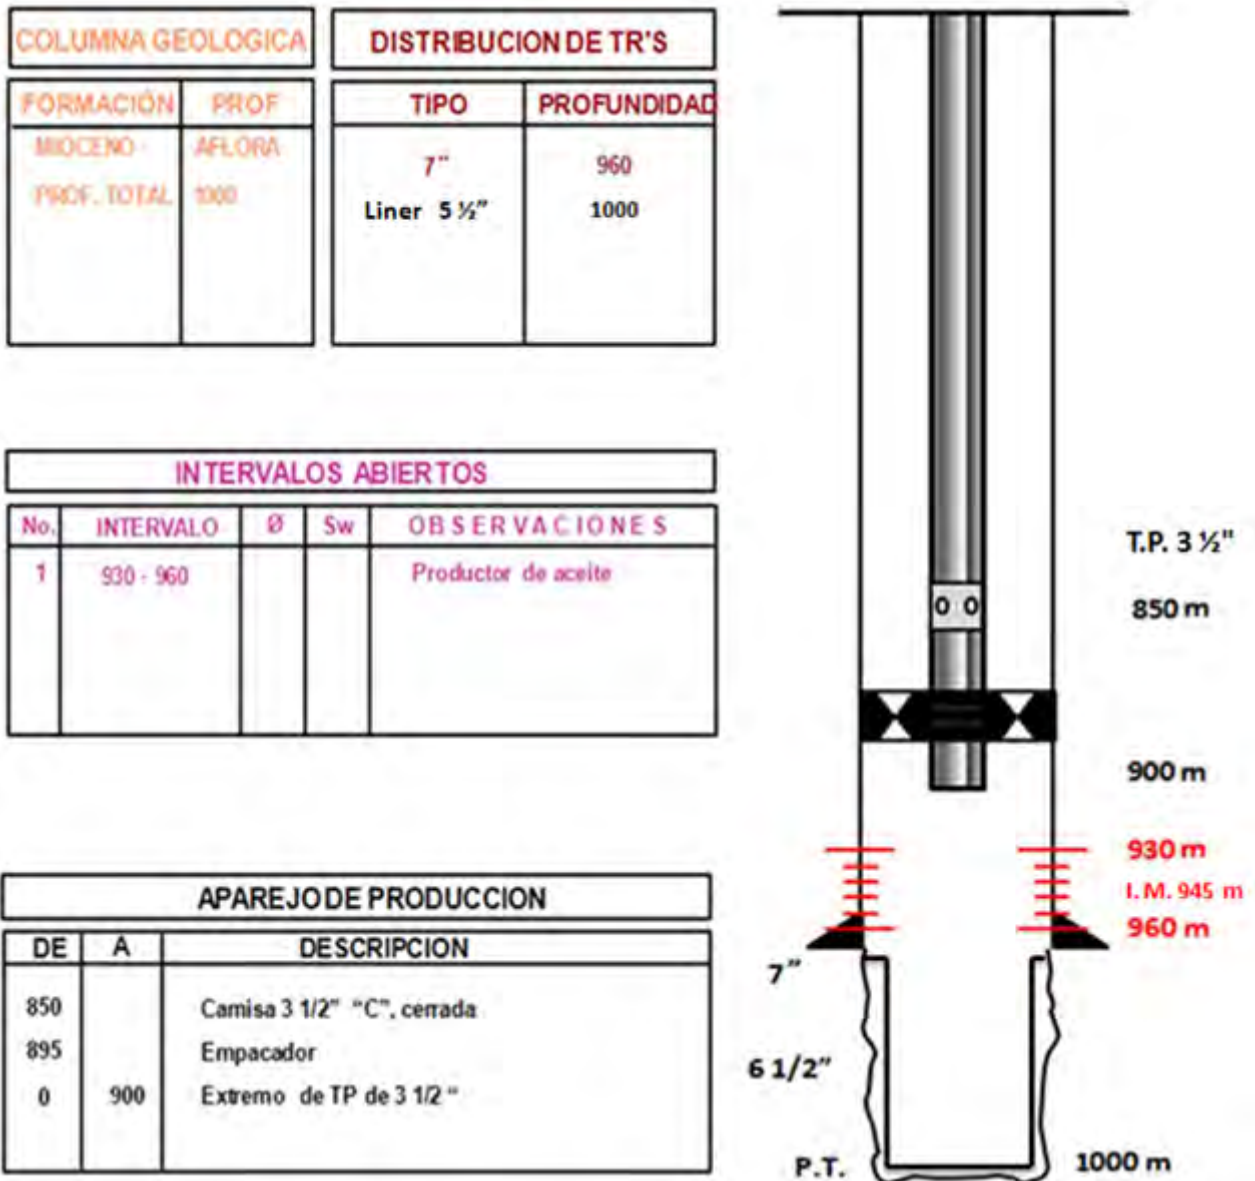 COLUMNA GEOLOGICA
FORMACIÓN PROF
MIOCENO AFLORA
PROF. TOTAL 1000
DISTRIBUCION DE TR'S
TIPO PROFUNDIDAD
7" 960
Liner 5 ½" 1000
INTERVALOS ABIERTOS
No. INTERVALO Ø Sw OBSERVACIONES
1 930 - 960 Productor de aceite
APAREJO DE PRODUCCION
DE A DESCRIPCION
850 Camisa 3 1/2" "C", cerrada
895 Empacador
0 900 Extremo de TP de 3 1/2 "
T.P. 3 ½"
0 0
850 m
900 m
930 m
I. M. 945 m
960 m
7"
6 1/2"
P.T.
1000 m